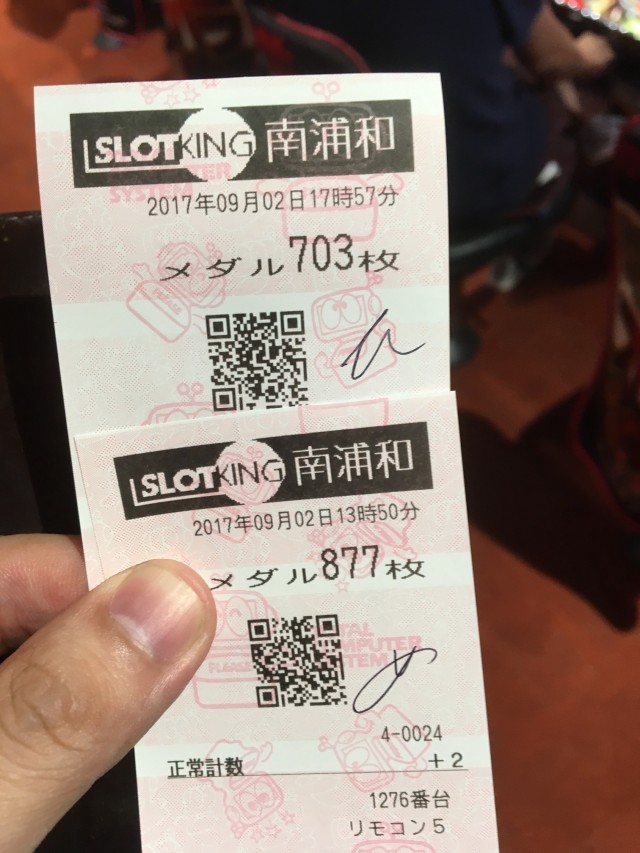 SLOTKING 南浦和
2017年09月02日17時57分
メダル703枚
SLOTKING 南浦和
2017年09月02日13時50分
メダル877枚
4-0024
正常計数 +2
1276番台
リモコン5